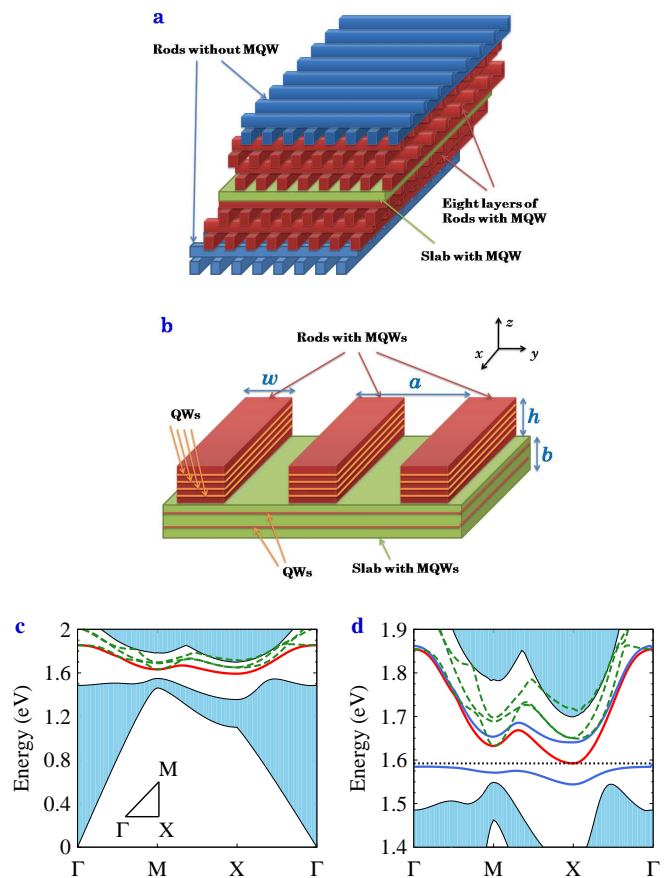 a
Rods without MQW
Eight layers of
Rods with MQW
Slab with MQW
b
Rods with MQWs
z
x
y
w
a
QWs
h
b
QWs
Slab with MQWs
c
d
2
1.6
1.2
0.8
0.4
0
Energy (eV)
M
Γ
X
Γ
M
X
Γ
1.9
1.8
1.7
1.6
1.5
1.4
Energy (eV)
Γ
M
X
Γ